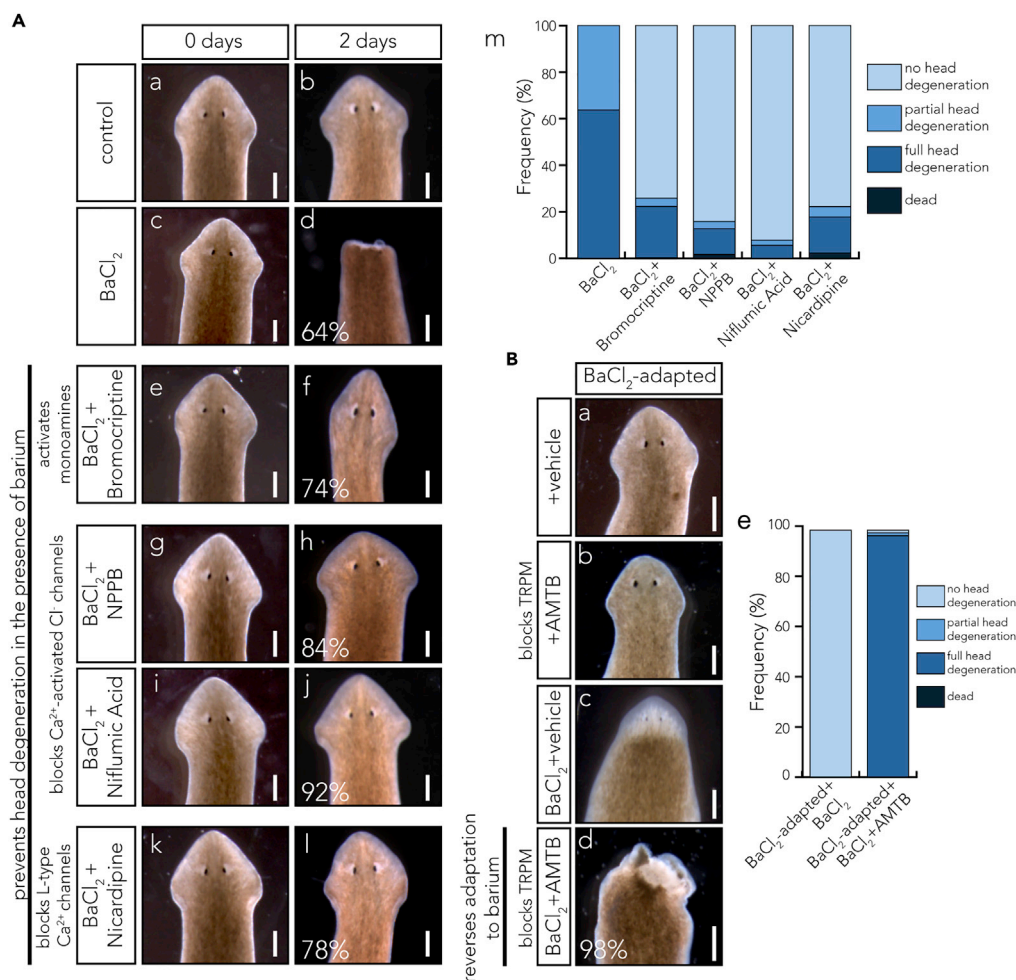 A
0 days
2 days
control
a
b
BaCl₂
c
d
64%
prevents head degeneration in the presence of barium
activates
monoamines
BaCl₂+
Bromocriptine
e
f
74%
blocks Ca²⁺-activated Cl⁻ channels
BaCl₂+
NPPB
g
h
84%
BaCl₂+
Niflumic Acid
i
j
92%
blocks L-type
Ca²⁺ channels
BaCl₂+
Nicardipine
k
l
78%
m
Frequency (%)
100
80
60
40
20
0
BaCl₂
BaCl₂+
Bromocriptine
BaCl₂+
NPPB
BaCl₂+
Niflumic Acid
BaCl₂+
Nicardipine
no head
degeneration
partial head
degeneration
full head
degeneration
dead
B
BaCl₂-adapted
+vehicle
a
blocks TRPM
+AMTB
b
BaCl₂+vehicle
c
reverses adaptation
to barium
blocks TRPM
BaCl₂+AMTB
d
98%
e
Frequency (%)
100
80
60
40
20
0
BaCl₂-adapted+
BaCl₂
BaCl₂-adapted+
BaCl₂+AMTB
no head
degeneration
partial head
degeneration
full head
degeneration
dead